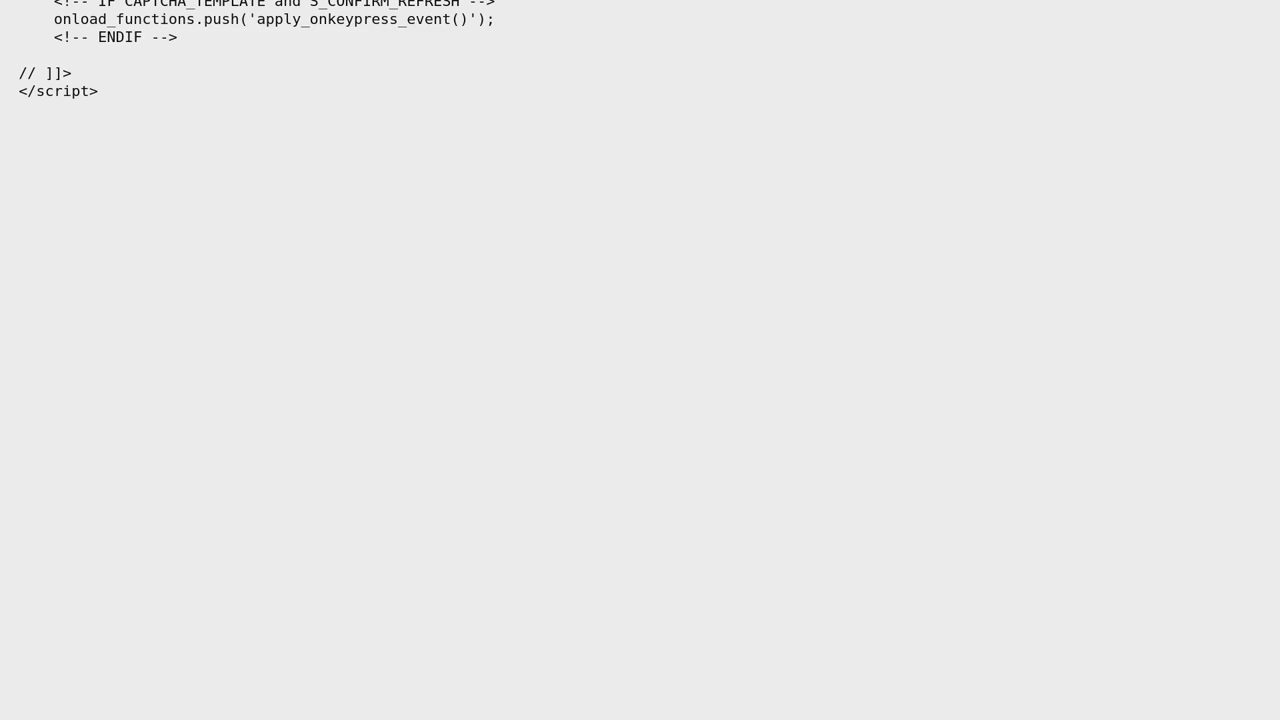 <!-- IF CAPTCHA_TEMPLATE and S_CONFIRM_REFRESH -->
onload_functions.push('apply_onkeypress_event()');
<!-- ENDIF -->
// ]]>
</script>